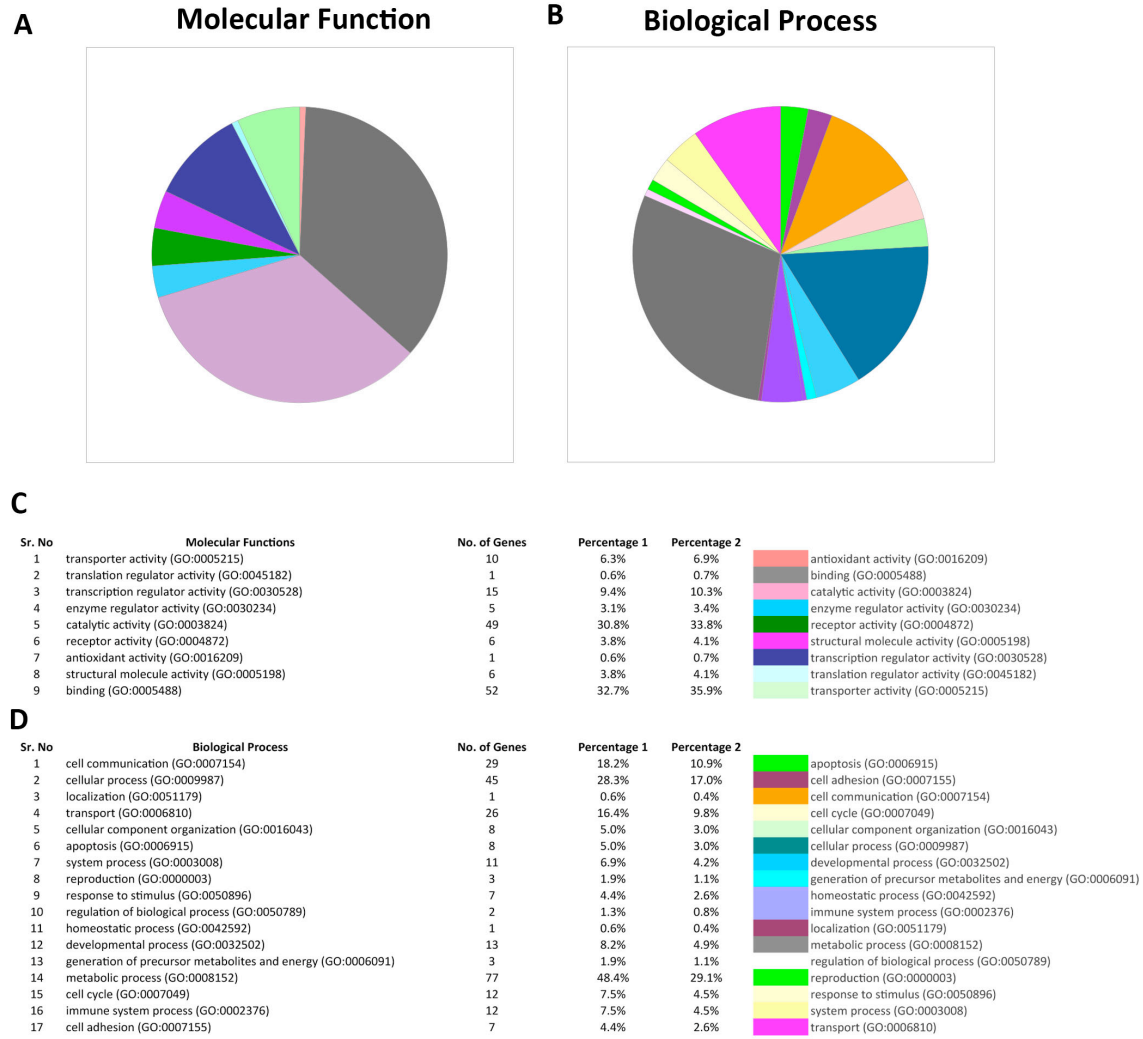 A
Molecular Function
B
Biological Process
C
Sr. No Molecular Functions No. of Genes Percentage 1 Percentage 2
1 transporter activity (GO:0005215) 10 6.3% 6.9% antioxidant activity (GO:0016209)
2 translation regulator activity (GO:0045182) 1 0.6% 0.7% binding (GO:0005488)
3 transcription regulator activity (GO:0030528) 15 9.4% 10.3% catalytic activity (GO:0003824)
4 enzyme regulator activity (GO:0030234) 5 3.1% 3.4% enzyme regulator activity (GO:0030234)
5 catalytic activity (GO:0003824) 49 30.8% 33.8% receptor activity (GO:0004872)
6 receptor activity (GO:0004872) 6 3.8% 4.1% structural molecule activity (GO:0005198)
7 antioxidant activity (GO:0016209) 1 0.6% 0.7% transcription regulator activity (GO:0030528)
8 structural molecule activity (GO:0005198) 6 3.8% 4.1% translation regulator activity (GO:0045182)
9 binding (GO:0005488) 52 32.7% 35.9% transporter activity (GO:0005215)
D
Sr. No Biological Process No. of Genes Percentage 1 Percentage 2
1 cell communication (GO:0007154) 29 18.2% 10.9% apoptosis (GO:0006915)
2 cellular process (GO:0009987) 45 28.3% 17.0% cell adhesion (GO:0007155)
3 localization (GO:0051179) 1 0.6% 0.4% cell communication (GO:0007154)
4 transport (GO:0006810) 26 16.4% 9.8% cell cycle (GO:0007049)
5 cellular component organization (GO:0016043) 8 5.0% 3.0% cellular component organization (GO:0016043)
6 apoptosis (GO:0006915) 8 5.0% 3.0% cellular process (GO:0009987)
7 system process (GO:0003008) 11 6.9% 4.2% developmental process (GO:0032502)
8 reproduction (GO:0000003) 3 1.9% 1.1% generation of precursor metabolites and energy (GO:0006091)
9 response to stimulus (GO:0050896) 7 4.4% 2.6% homeostatic process (GO:0042592)
10 regulation of biological process (GO:0050789) 2 1.3% 0.8% immune system process (GO:0002376)
11 homeostatic process (GO:0042592) 1 0.6% 0.4% localization (GO:0051179)
12 developmental process (GO:0032502) 13 8.2% 4.9% metabolic process (GO:0008152)
13 generation of precursor metabolites and energy (GO:0006091) 3 1.9% 1.1% regulation of biological process (GO:0050789)
14 metabolic process (GO:0008152) 77 48.4% 29.1% reproduction (GO:0000003)
15 cell cycle (GO:0007049) 12 7.5% 4.5% response to stimulus (GO:0050896)
16 immune system process (GO:0002376) 12 7.5% 4.5% system process (GO:0003008)
17 cell adhesion (GO:0007155) 7 4.4% 2.6% transport (GO:0006810)